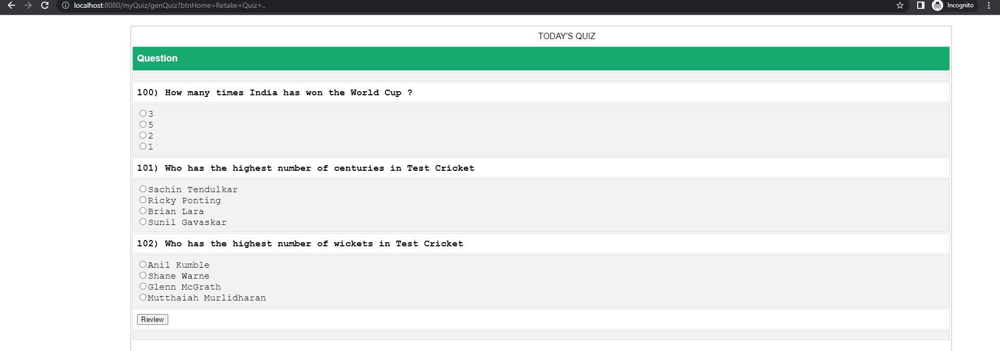 localhost:8080/myQuiz/genQuiz?btnHome=Retake+Quiz+..
Incognito
TODAY'S QUIZ
Question
100) How many times India has won the World Cup ?
3
5
2
1
101) Who has the highest number of centuries in Test Cricket
Sachin Tendulkar
Ricky Ponting
Brian Lara
Sunil Gavaskar
102) Who has the highest number of wickets in Test Cricket
Anil Kumble
Shane Warne
Glenn McGrath
Mutthaiah Murlidharan
Review